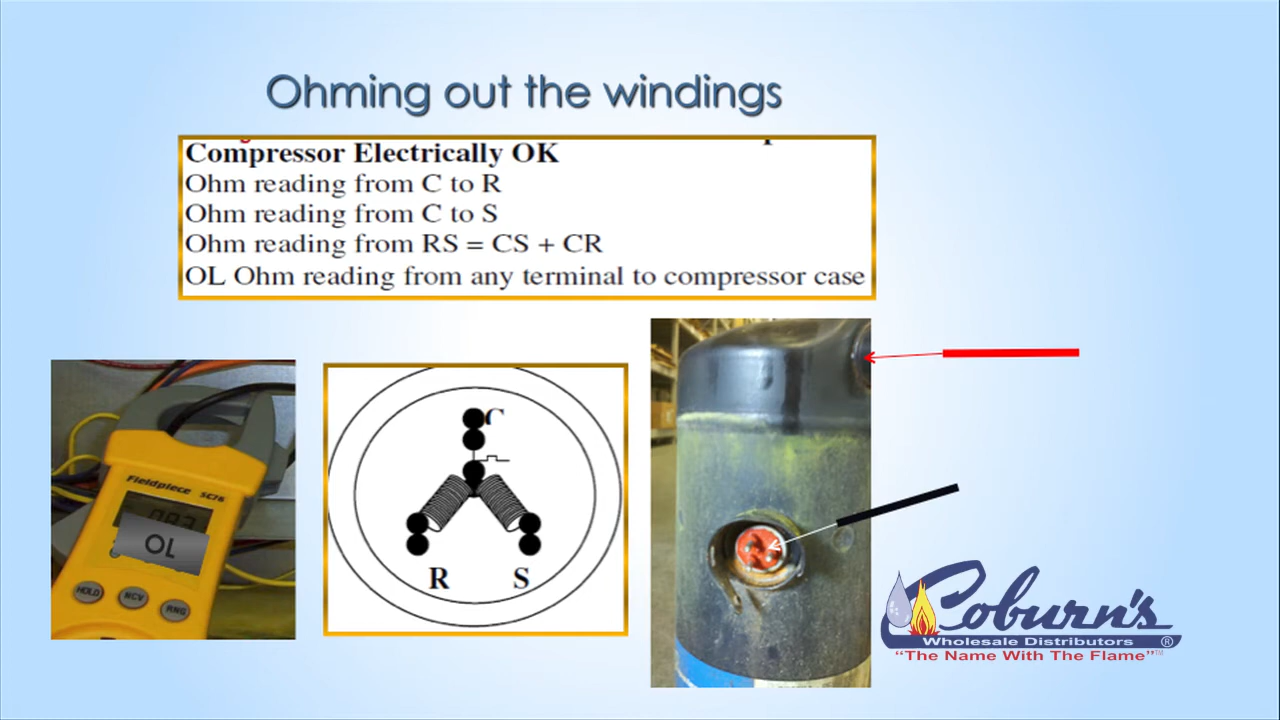 Ohming out the windings
Compressor Electrically OK
Ohm reading from C to R
Ohm reading from C to S
Ohm reading from RS = CS + CR
OL Ohm reading from any terminal to compressor case
Fieldpiece SC76
OL
HOLD NCV RNG
C
R S
Coburn's
Wholesale Distributors ®
"The Name With The Flame"™